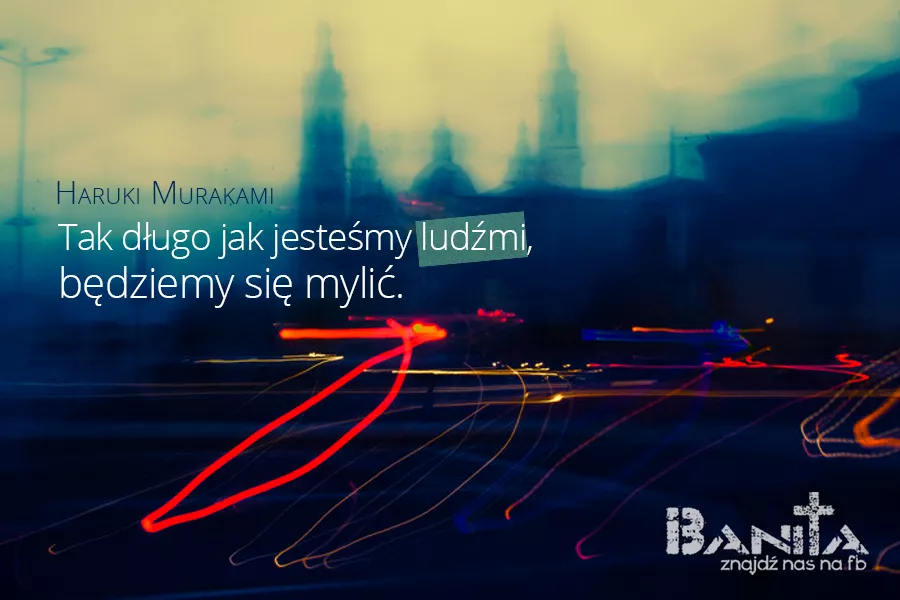 Haruki Murakami
Tak długo jak jesteśmy ludźmi,
będziemy się mylić.
Banita
znajdź nas na fb